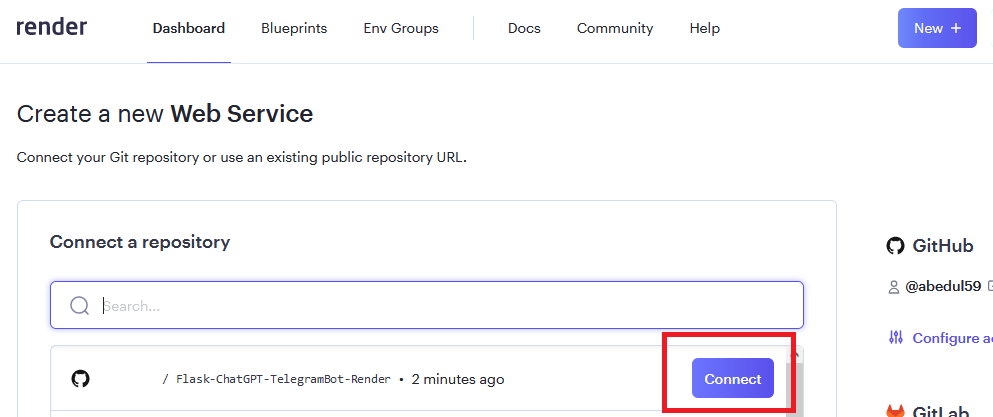 render Dashboard Blueprints Env Groups Docs Community Help New +
Create a new Web Service
Connect your Git repository or use an existing public repository URL.
Connect a repository
Search...
/ Flask-ChatGPT-TelegramBot-Render • 2 minutes ago Connect
GitHub
@abedul59
Configure
GitLab